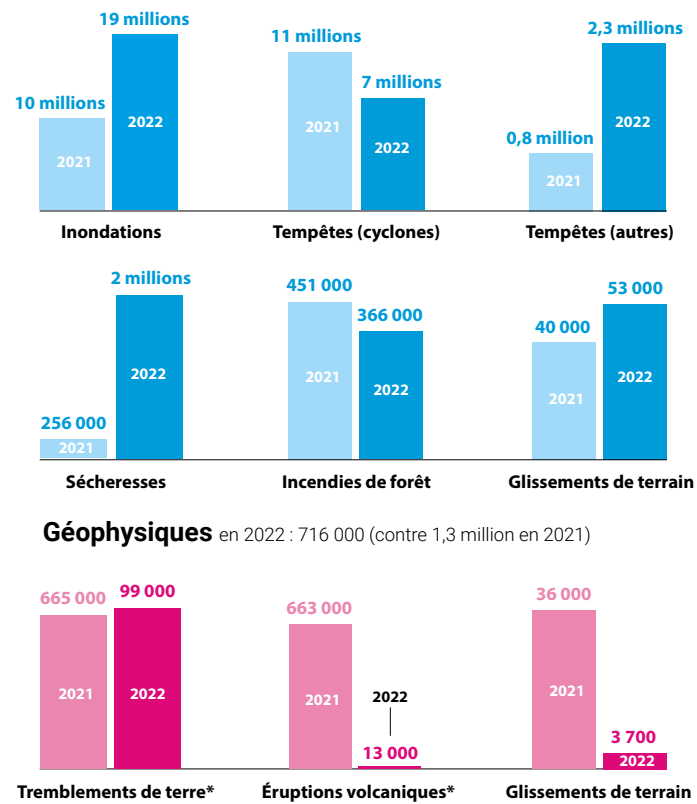 19 millions
10 millions
2021
2022
Inondations
11 millions
7 millions
2021
2022
Tempêtes (cyclones)
2,3 millions
0,8 million
2021
2022
Tempêtes (autres)
2 millions
256 000
2021
2022
Sécheresses
451 000
366 000
2021
2022
Incendies de forêt
53 000
40 000
2021
2022
Glissements de terrain
Géophysiques en 2022 : 716 000 (contre 1,3 million en 2021)
665 000
99 000
2021
2022
Tremblements de terre*
663 000
2021
2022
13 000
Éruptions volcaniques*
36 000
2021
3 700
2022
Glissements de terrain